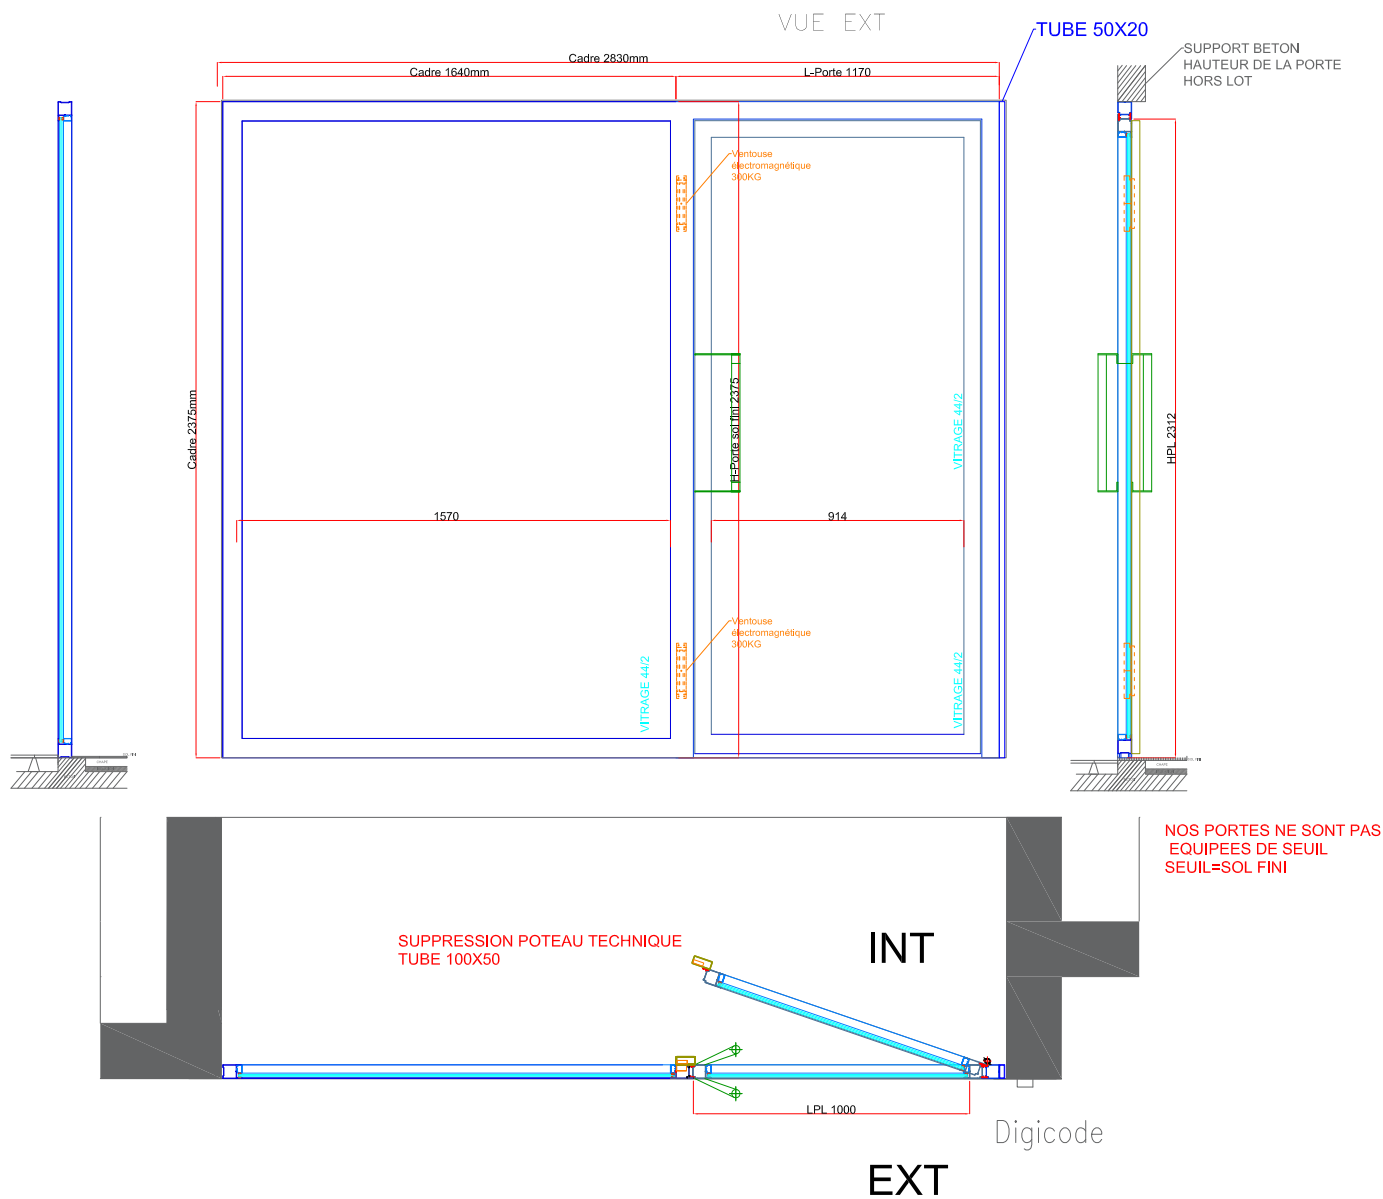 VUE EXT
TUBE 50X20
SUPPORT BETON
HAUTEUR DE LA PORTE
HORS LOT
Cadre 2830mm
Cadre 1640mm
L-Porte 1170
Ventouse
électromagnétique
300KG
Cadre 2375mm
H-Porte sol fini 2375
VITRAGE 44/2
HPL 2312
1570
914
Ventouse
électromagnétique
300KG
VITRAGE 44/2
VITRAGE 44/2
CHAPE
CHAPE
NOS PORTES NE SONT PAS
EQUIPEES DE SEUIL
SEUIL=SOL FINI
SUPPRESSION POTEAU TECHNIQUE
TUBE 100X50
INT
LPL 1000
Digicode
EXT